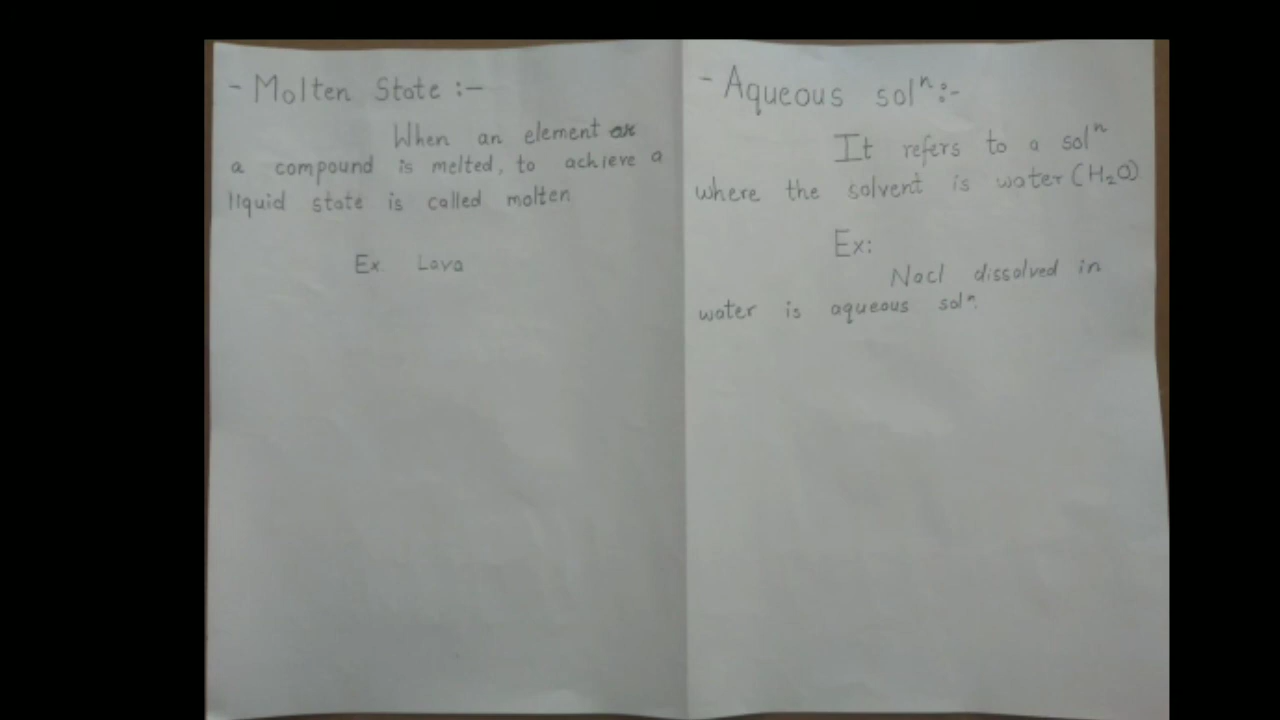 - Molten State :-
When an element or
a compound is melted, to achieve a
liquid state is called molten
Ex Lava
- Aqueous solⁿ:-
It refers to a solⁿ
where the solvent is water (H₂O)
Ex:
Nacl dissolved in
water is aqueous solⁿ.